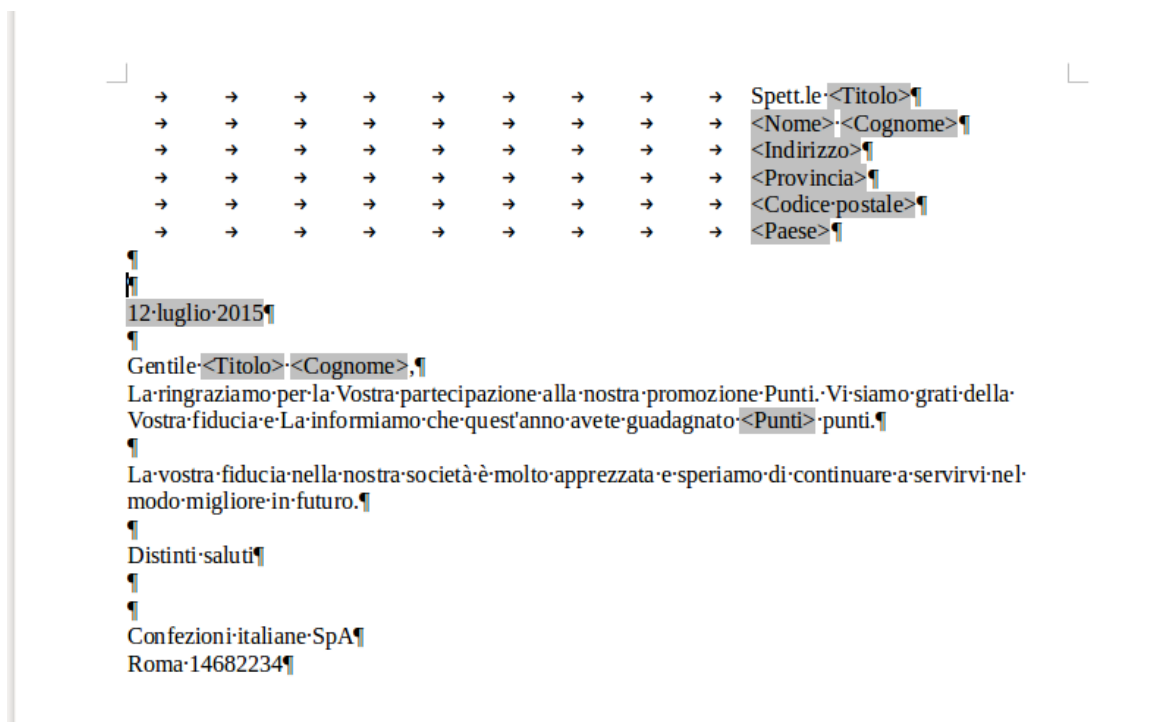 Spett.le <Titolo>
<Nome> <Cognome>
<Indirizzo>
<Provincia>
<Codice postale>
<Paese>
12 luglio 2015
Gentile <Titolo> <Cognome>,
La ringraziamo per la Vostra partecipazione alla nostra promozione Punti. Vi siamo grati della
Vostra fiducia e La informiamo che quest'anno avete guadagnato <Punti> punti.
La vostra fiducia nella nostra società è molto apprezzata e speriamo di continuare a servirvi nel
modo migliore in futuro.
Distinti saluti
Confezioni italiane SpA
Roma 14682234